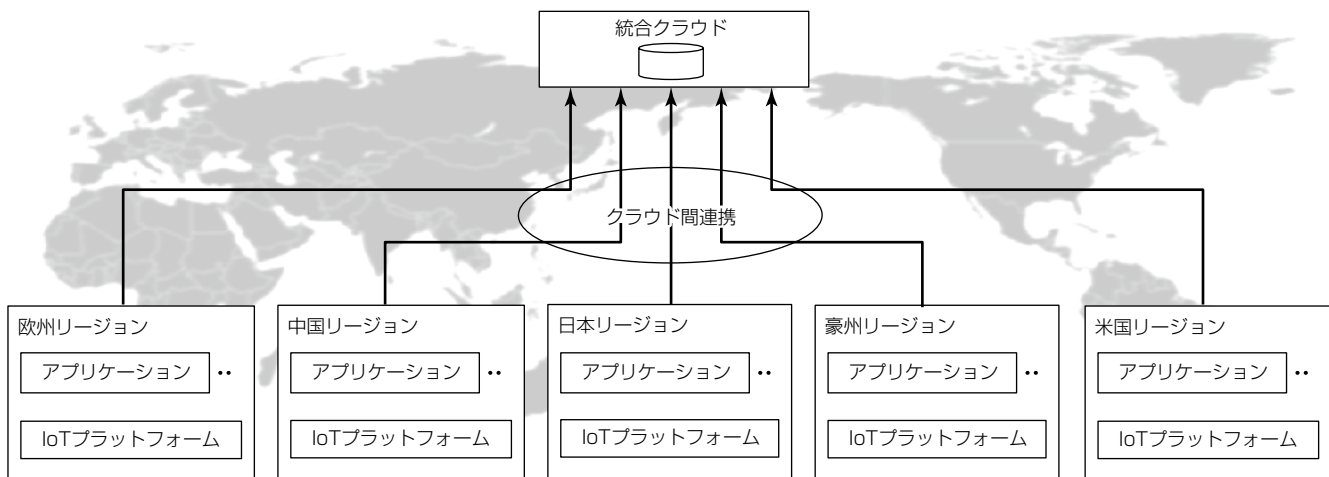 統合クラウド
クラウド間連携
欧州リージョン
アプリケーション ‥
IoTプラットフォーム
中国リージョン
アプリケーション ‥
IoTプラットフォーム
日本リージョン
アプリケーション ‥
IoTプラットフォーム
豪州リージョン
アプリケーション ‥
IoTプラットフォーム
米国リージョン
アプリケーション ‥
IoTプラットフォーム